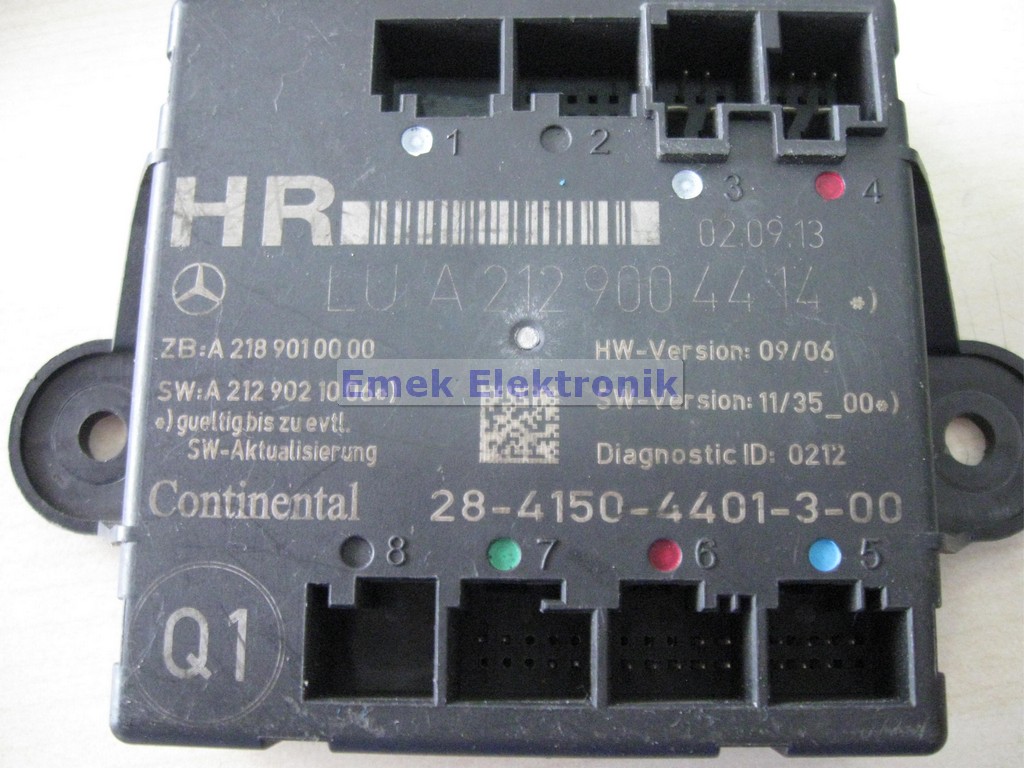 1 2
3 4
HR
02.09.13
LU A 212 900 44 14 *)
ZB:A 218 901 00 00
HW-Version: 09/06
Emek Elektronik
SW:A 212 902 10 06*)
SW-Version: 11/35_00*)
*) gueltig bis zu evtl.
SW-Aktualisierung
Diagnostic ID: 0212
Continental
28-4150-4401-3-00
8 7 6 5
Q1